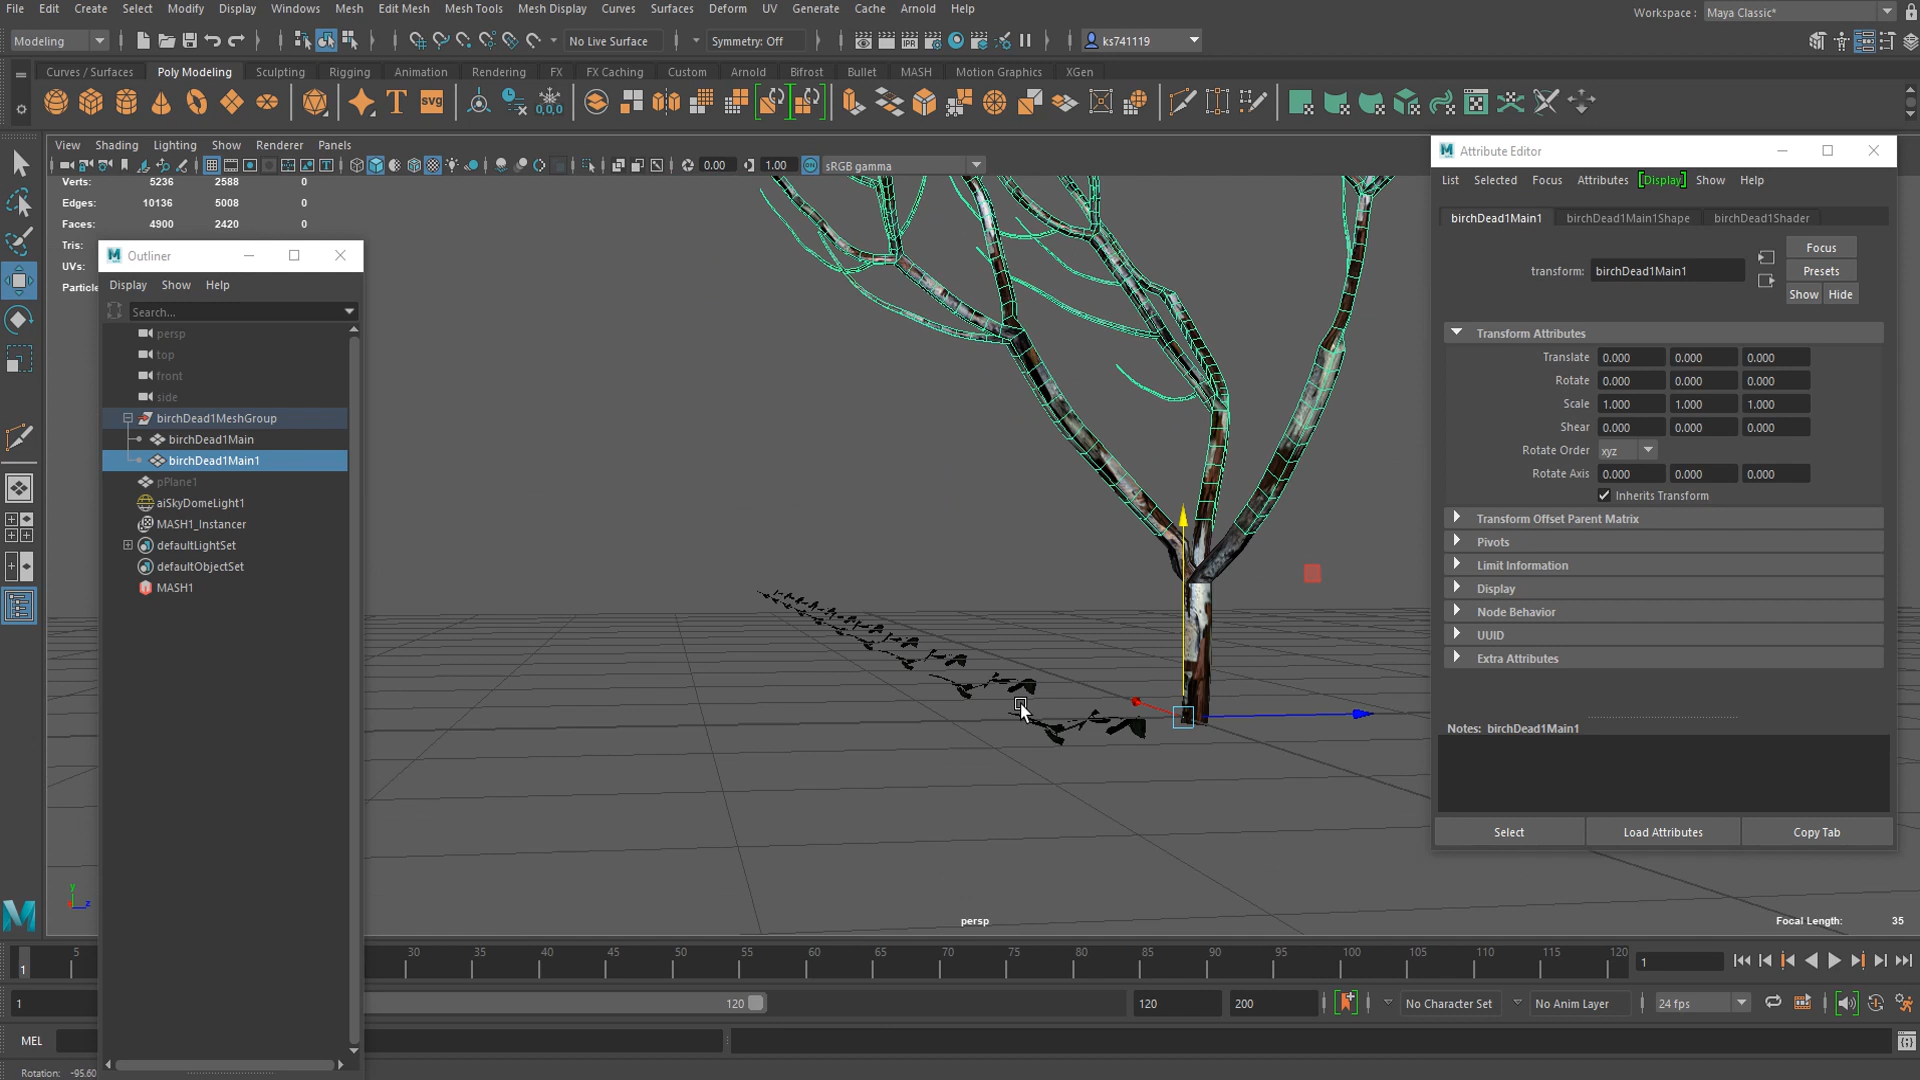 File Edit Create Select Modify Display Windows Mesh Edit Mesh Mesh Tools Mesh Display Curves Surfaces Deform UV Generate Cache Arnold Help
Workspace : Maya Classic*
Modeling No Live Surface Symmetry: Off ks741119
Curves / Surfaces Poly Modeling Sculpting Rigging Animation Rendering FX FX Caching Custom Arnold Bifrost Bullet MASH Motion Graphics XGen
SVG 0,0,0
View Shading Lighting Show Renderer Panels
0.00 1.00 ON sRGB gamma
Verts: 5236 2588 0
Edges: 10136 5008 0
Faces: 4900 2420 0
Tris:
UVs:
Particle
Outliner
Display Show Help
Search...
persp
top
front
side
birchDead1MeshGroup
birchDead1Main
birchDead1Main1
pPlane1
aiSkyDomeLight1
MASH1_Instancer
defaultLightSet
defaultObjectSet
MASH1
Attribute Editor
List Selected Focus Attributes [Display] Show Help
birchDead1Main1 birchDead1Main1Shape birchDead1Shader
Focus
transform: birchDead1Main1 Presets
Show Hide
Transform Attributes
Translate 0.000 0.000 0.000
Rotate 0.000 0.000 0.000
Scale 1.000 1.000 1.000
Shear 0.000 0.000 0.000
Rotate Order xyz
Rotate Axis 0.000 0.000 0.000
Inherits Transform
Transform Offset Parent Matrix
Pivots
Limit Information
Display
Node Behavior
UUID
Extra Attributes
Notes: birchDead1Main1
Select Load Attributes Copy Tab
y
z
persp
Focal Length: 35
1 5 30 35 40 45 50 55 60 65 70 75 80 85 90 95 100 105 110 115 120 1
1 120 120 200 No Character Set No Anim Layer 24 fps
MEL
Rotation: -95.60